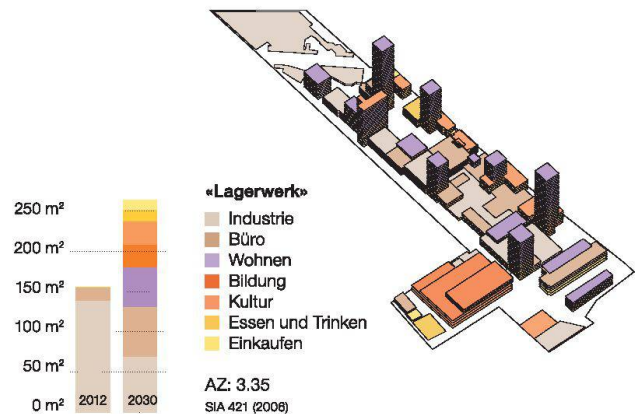 250 m²
200 m²
150 m²
100 m²
50 m²
0 m²
2012
2030
«Lagerwerk»
Industrie
Büro
Wohnen
Bildung
Kultur
Essen und Trinken
Einkaufen
AZ: 3.35
SIA 421 (2006)